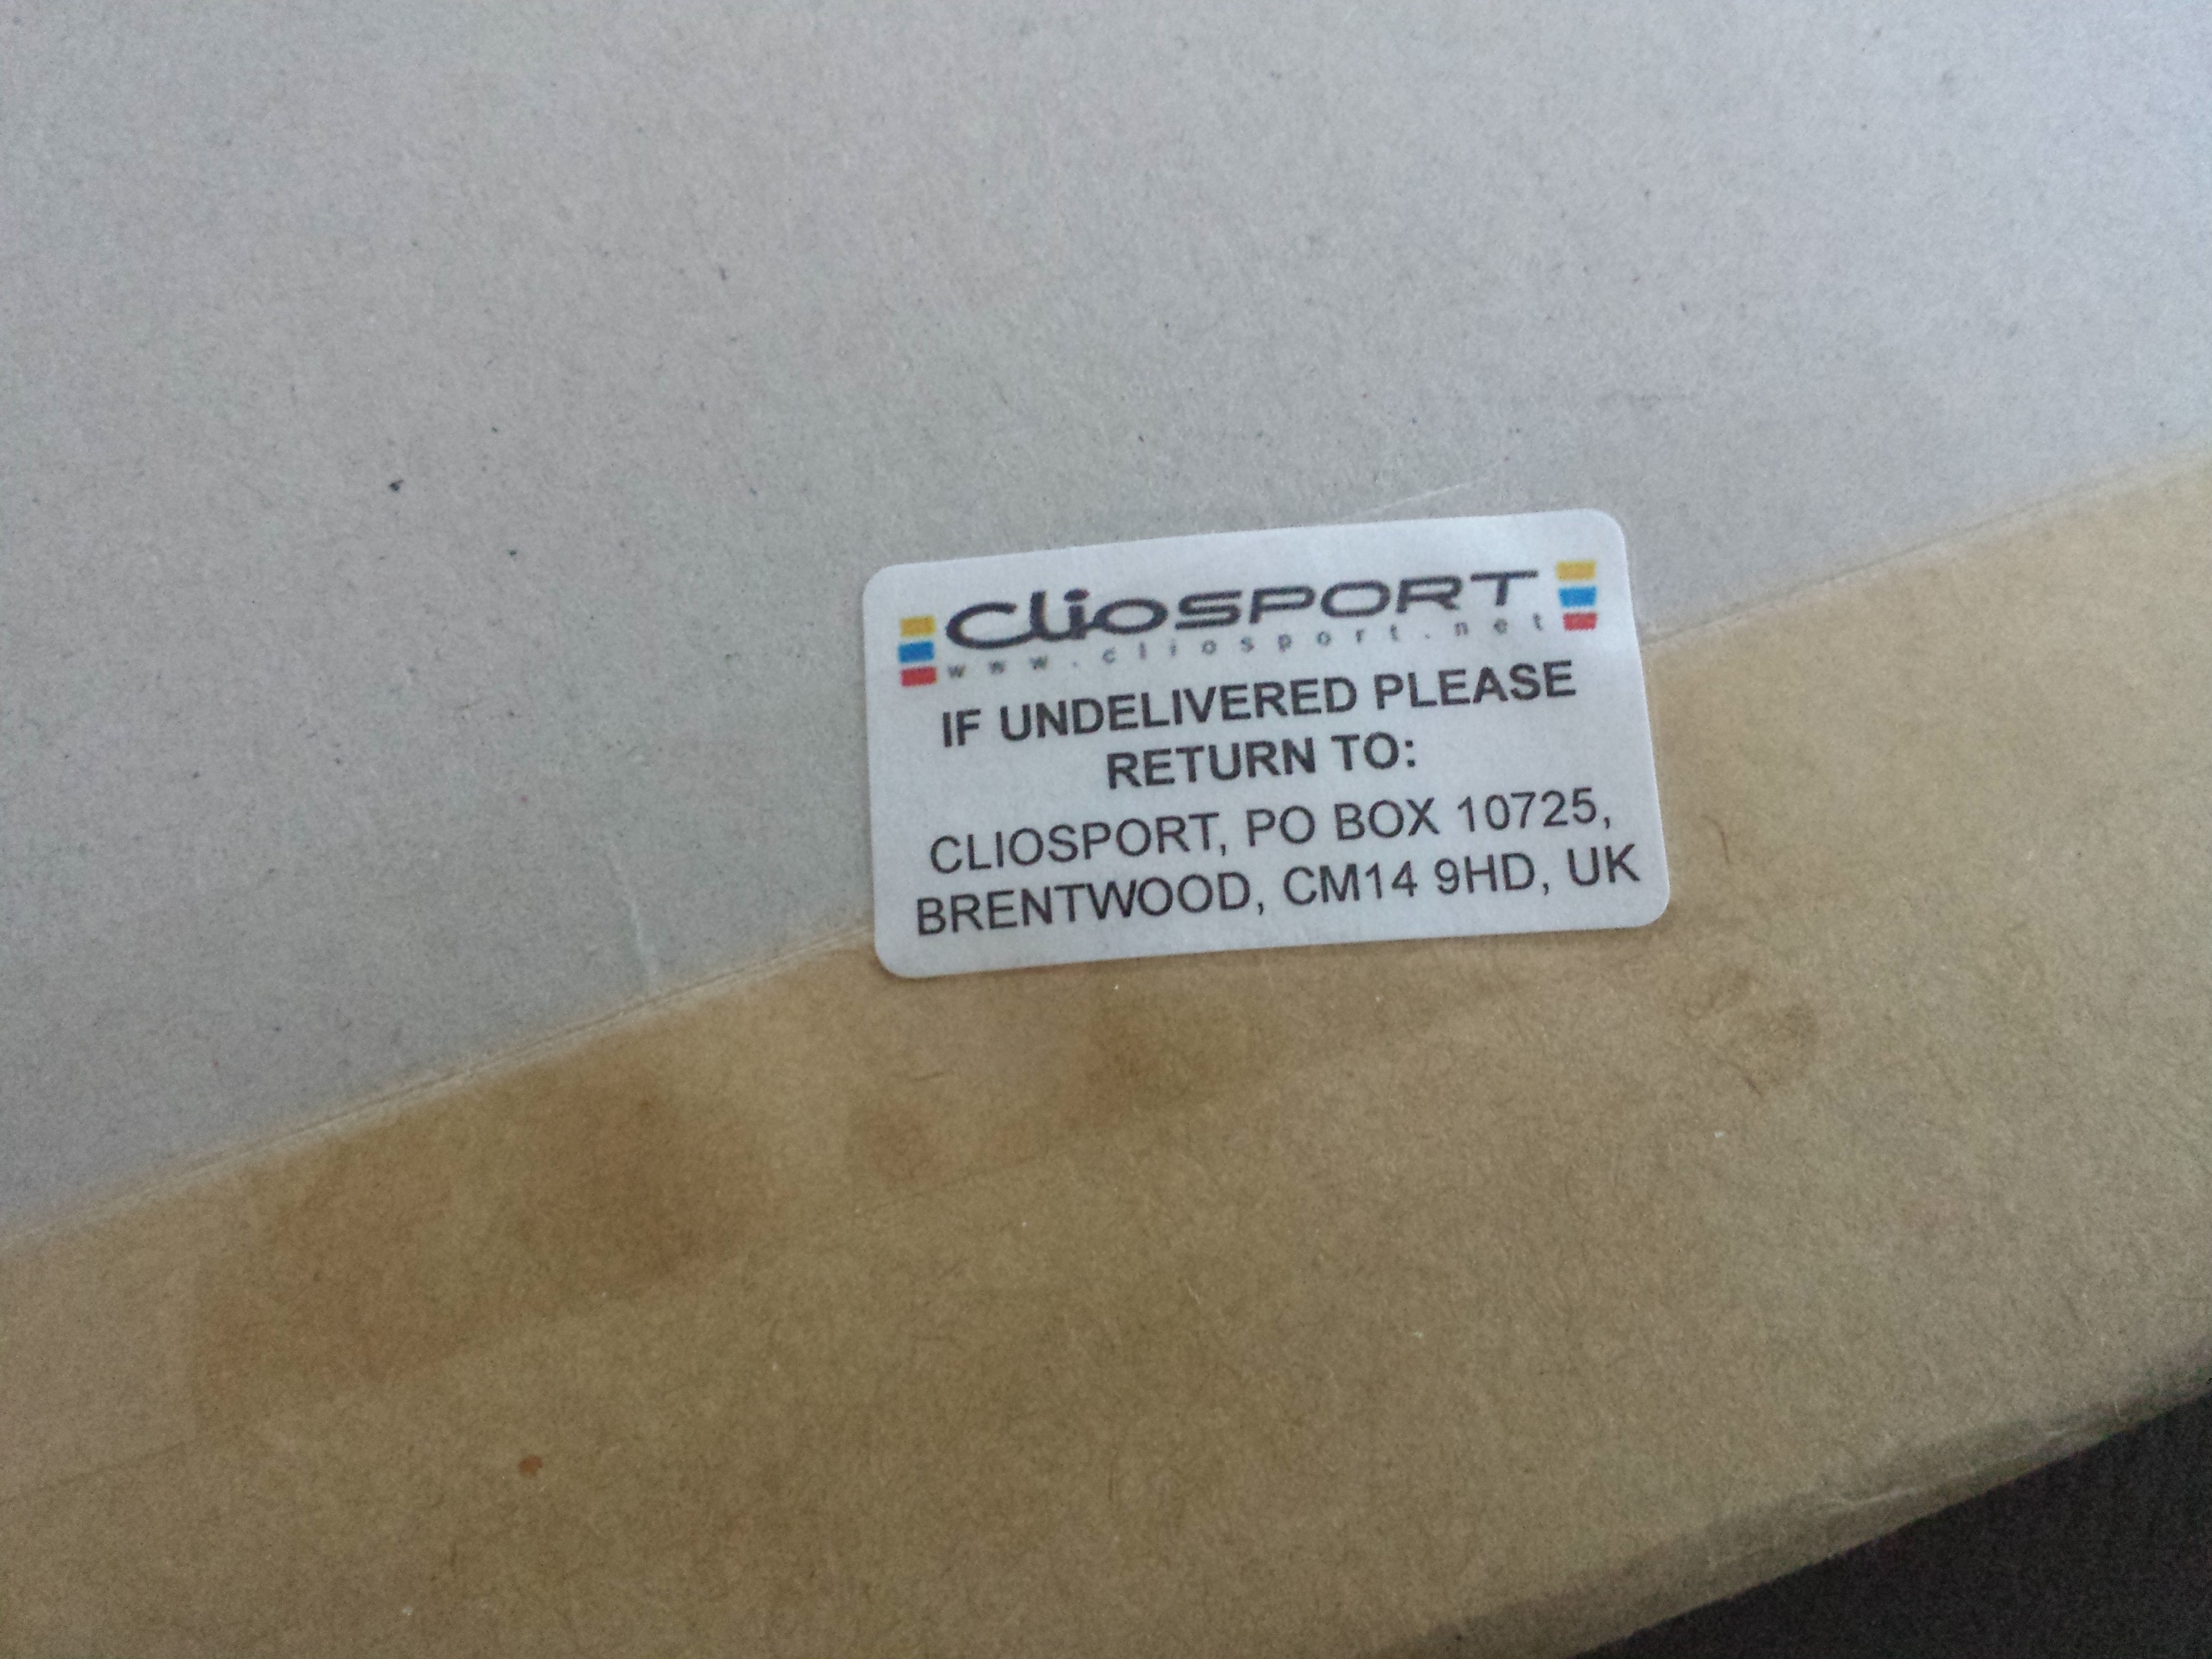 ClioSPORT
www.cliosport.net
IF UNDELIVERED PLEASE
RETURN TO:
CLIOSPORT, PO BOX 10725,
BRENTWOOD, CM14 9HD, UK